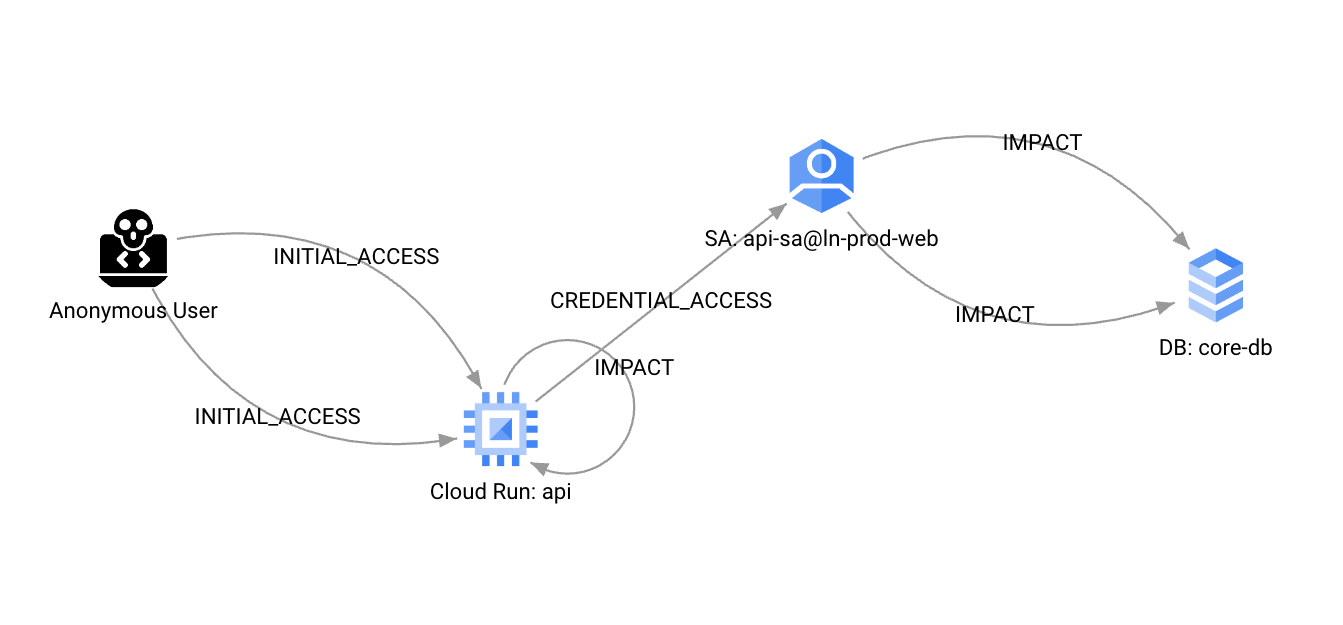 IMPACT
SA: api-sa@ln-prod-web
INITIAL_ACCESS
Anonymous User
CREDENTIAL_ACCESS
IMPACT
DB: core-db
IMPACT
INITIAL_ACCESS
Cloud Run: api